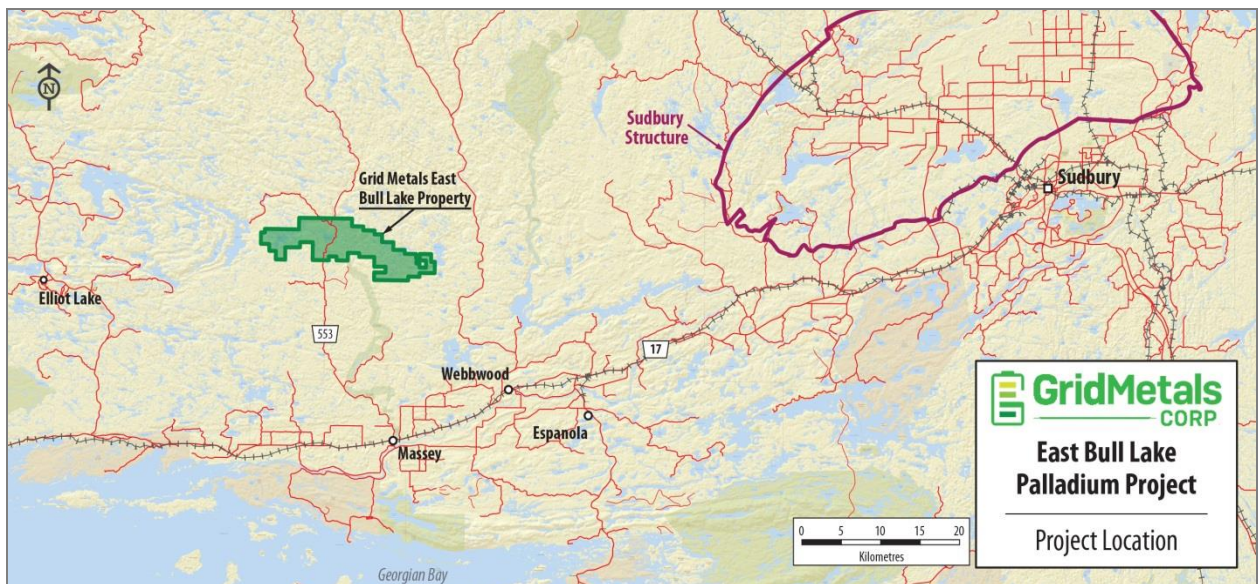 N
Sudbury
Structure
Sudbury
Grid Metals East
Bull Lake Property
Elliot Lake
553
17
Webbwood
Espanola
Massey
GridMetals
CORP
East Bull Lake
Palladium Project
Project Location
0 5 10 15 20
Kilometres
Georgian Bay